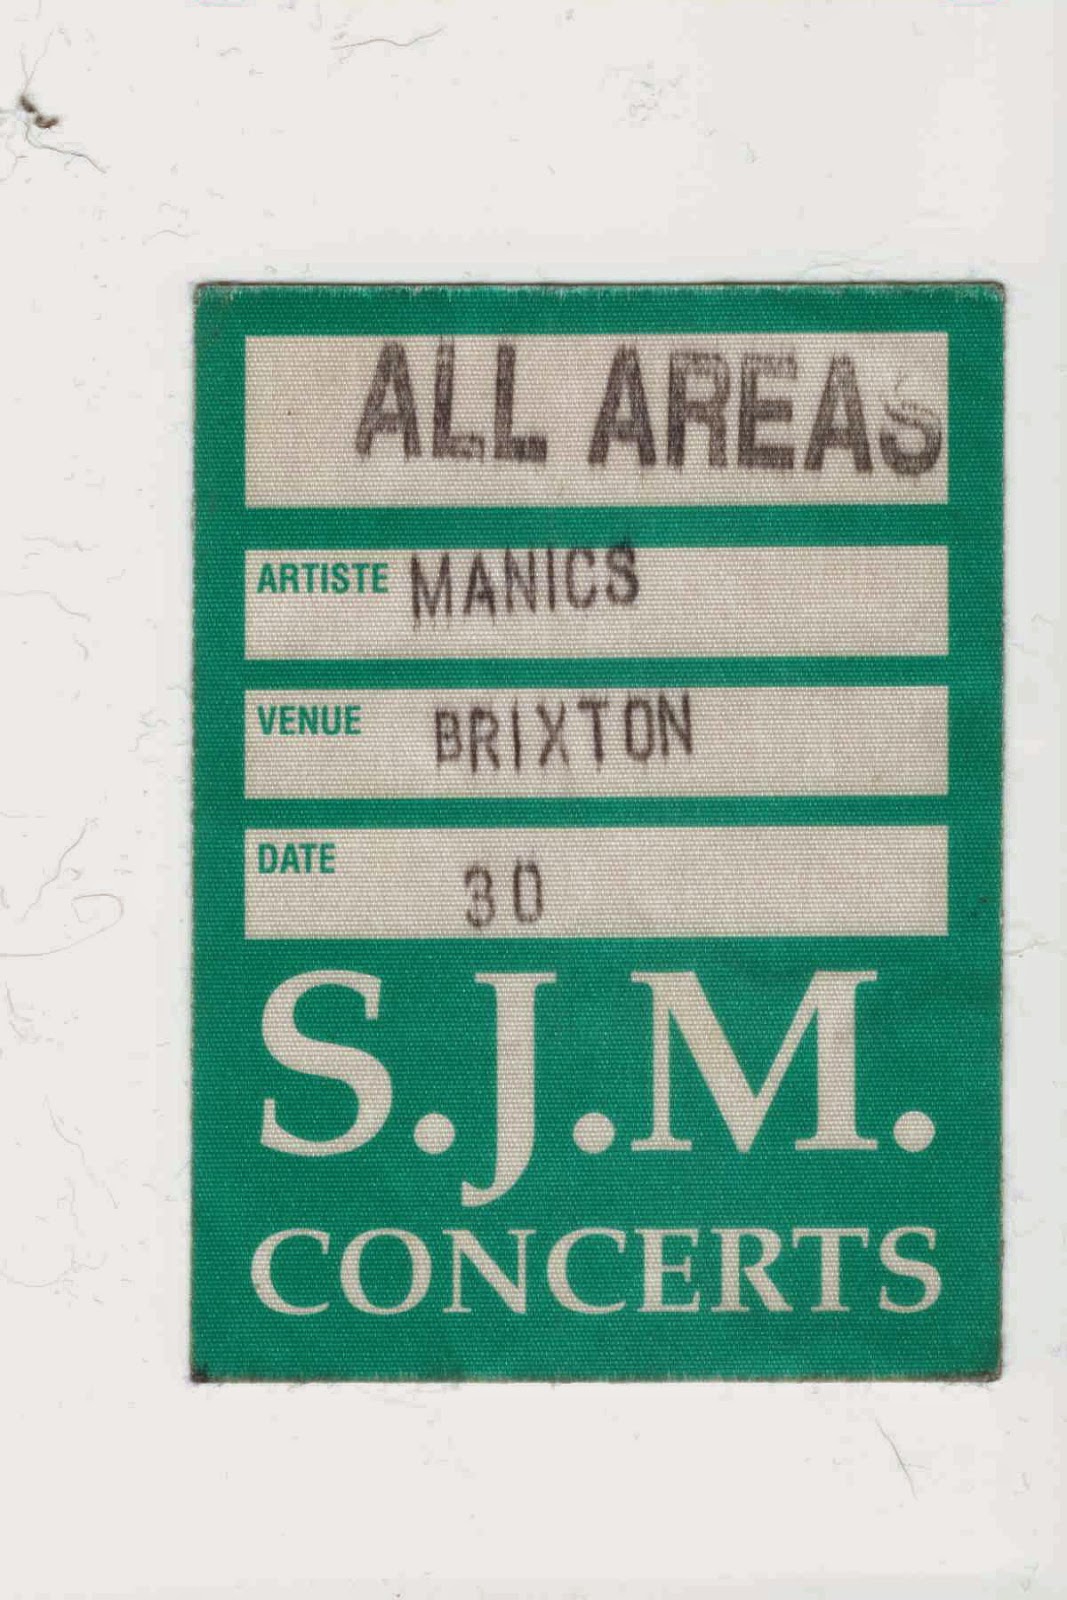 ALL AREAS
ARTISTE MANICS
VENUE BRIXTON
DATE 30
S.J.M.
CONCERTS